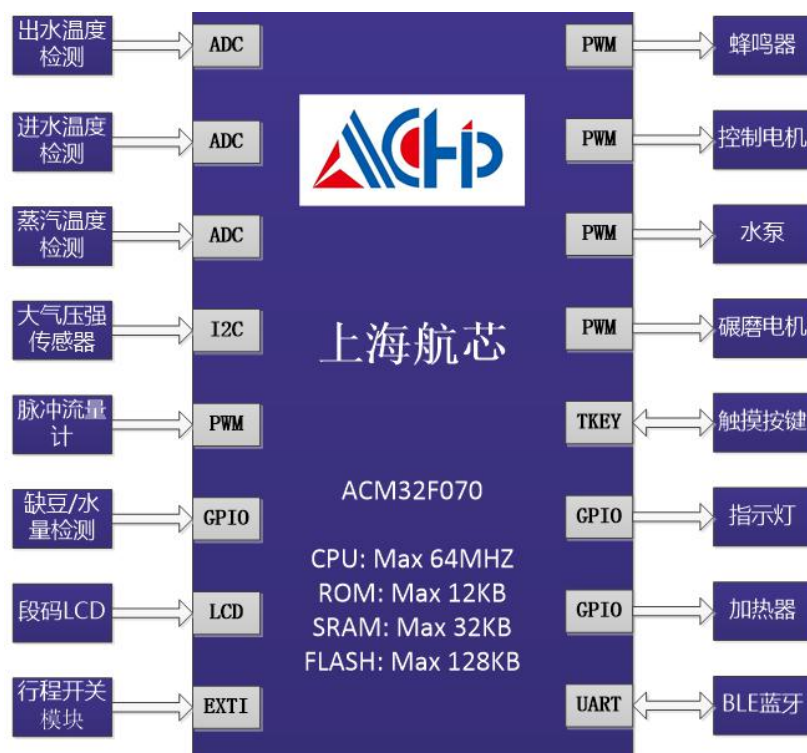 出水温度
检测
ADC
进水温度
检测
ADC
蒸汽温度
检测
ADC
大气压强
传感器
I2C
脉冲流量
计
PWM
缺豆/水
量检测
GPIO
段码LCD
LCD
行程开关
模块
EXTI
ACHIP
上海航芯
ACM32F070
CPU: Max 64MHZ
ROM: Max 12KB
SRAM: Max 32KB
FLASH: Max 128KB
PWM
蜂鸣器
PWM
控制电机
PWM
水泵
PWM
碾磨电机
TKEY
触摸按键
GPIO
指示灯
GPIO
加热器
UART
BLE蓝牙